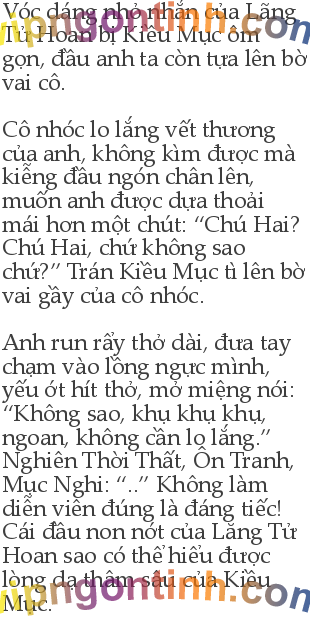 Vóc dáng nhỏ nhắn của Lãng
Tử Hoan bị Kiều Mục ôm
gọn, đầu anh ta còn tựa lên bờ
vai cô.
Cô nhóc lo lắng vết thương
của anh, không kìm được mà
kiễng đầu ngón chân lên,
muốn anh được dựa thoải
mái hơn một chút: “Chú Hai?
Chú Hai, chứ không sao
chứ?” Trán Kiều Mục tì lên bờ
vai gầy của cô nhóc.
Anh run rẩy thở dài, đưa tay
chạm vào lồng ngực mình,
yếu ớt hít thở, mở miệng nói:
“Không sao, khụ khụ khụ,
ngoan, không cần lo lắng.”
Nghiên Thời Thất, Ôn Tranh,
Mục Nghi: “..” Không làm
diễn viên đúng là đáng tiếc!
Cái đầu non nớt của Lăng Tử
Hoan sao có thể hiểu được
lòng dạ thâm sâu của Kiều
Mục.
vipngontinh.com
vipngontinh.com